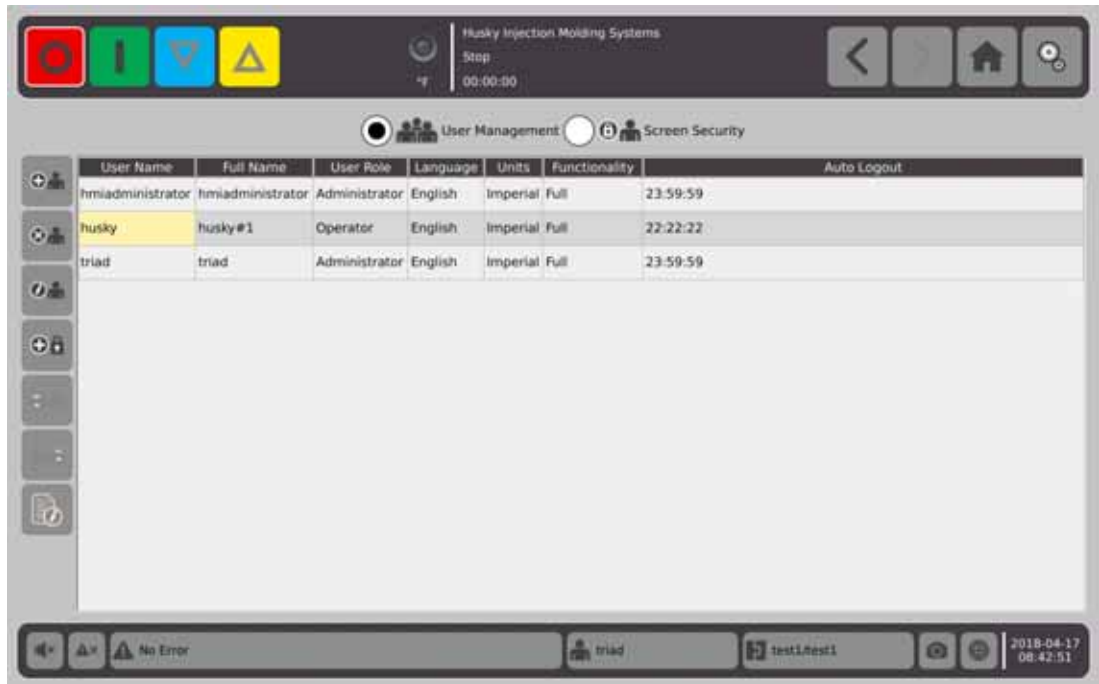 Husky Injection Molding Systems
Stop
°F 00:00:00
User Management Screen Security
User Name Full Name User Role Language Units Functionality Auto Logout
hmiadministrator hmiadministrator Administrator English Imperial Full 23:59:59
husky husky#1 Operator English Imperial Full 22:22:22
triad triad Administrator English Imperial Full 23:59:59
No Error triad test1/test1 2018-04-17
08:42:51